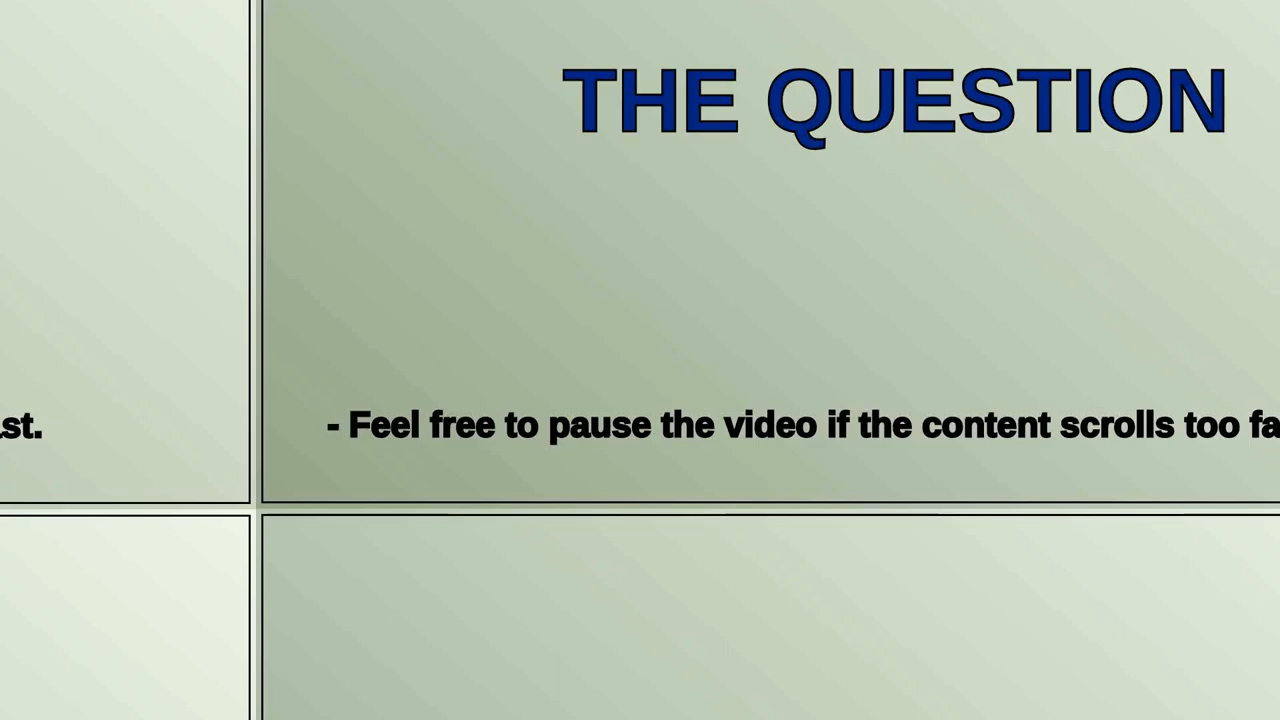 THE QUESTION
st.
- Feel free to pause the video if the content scrolls too fa